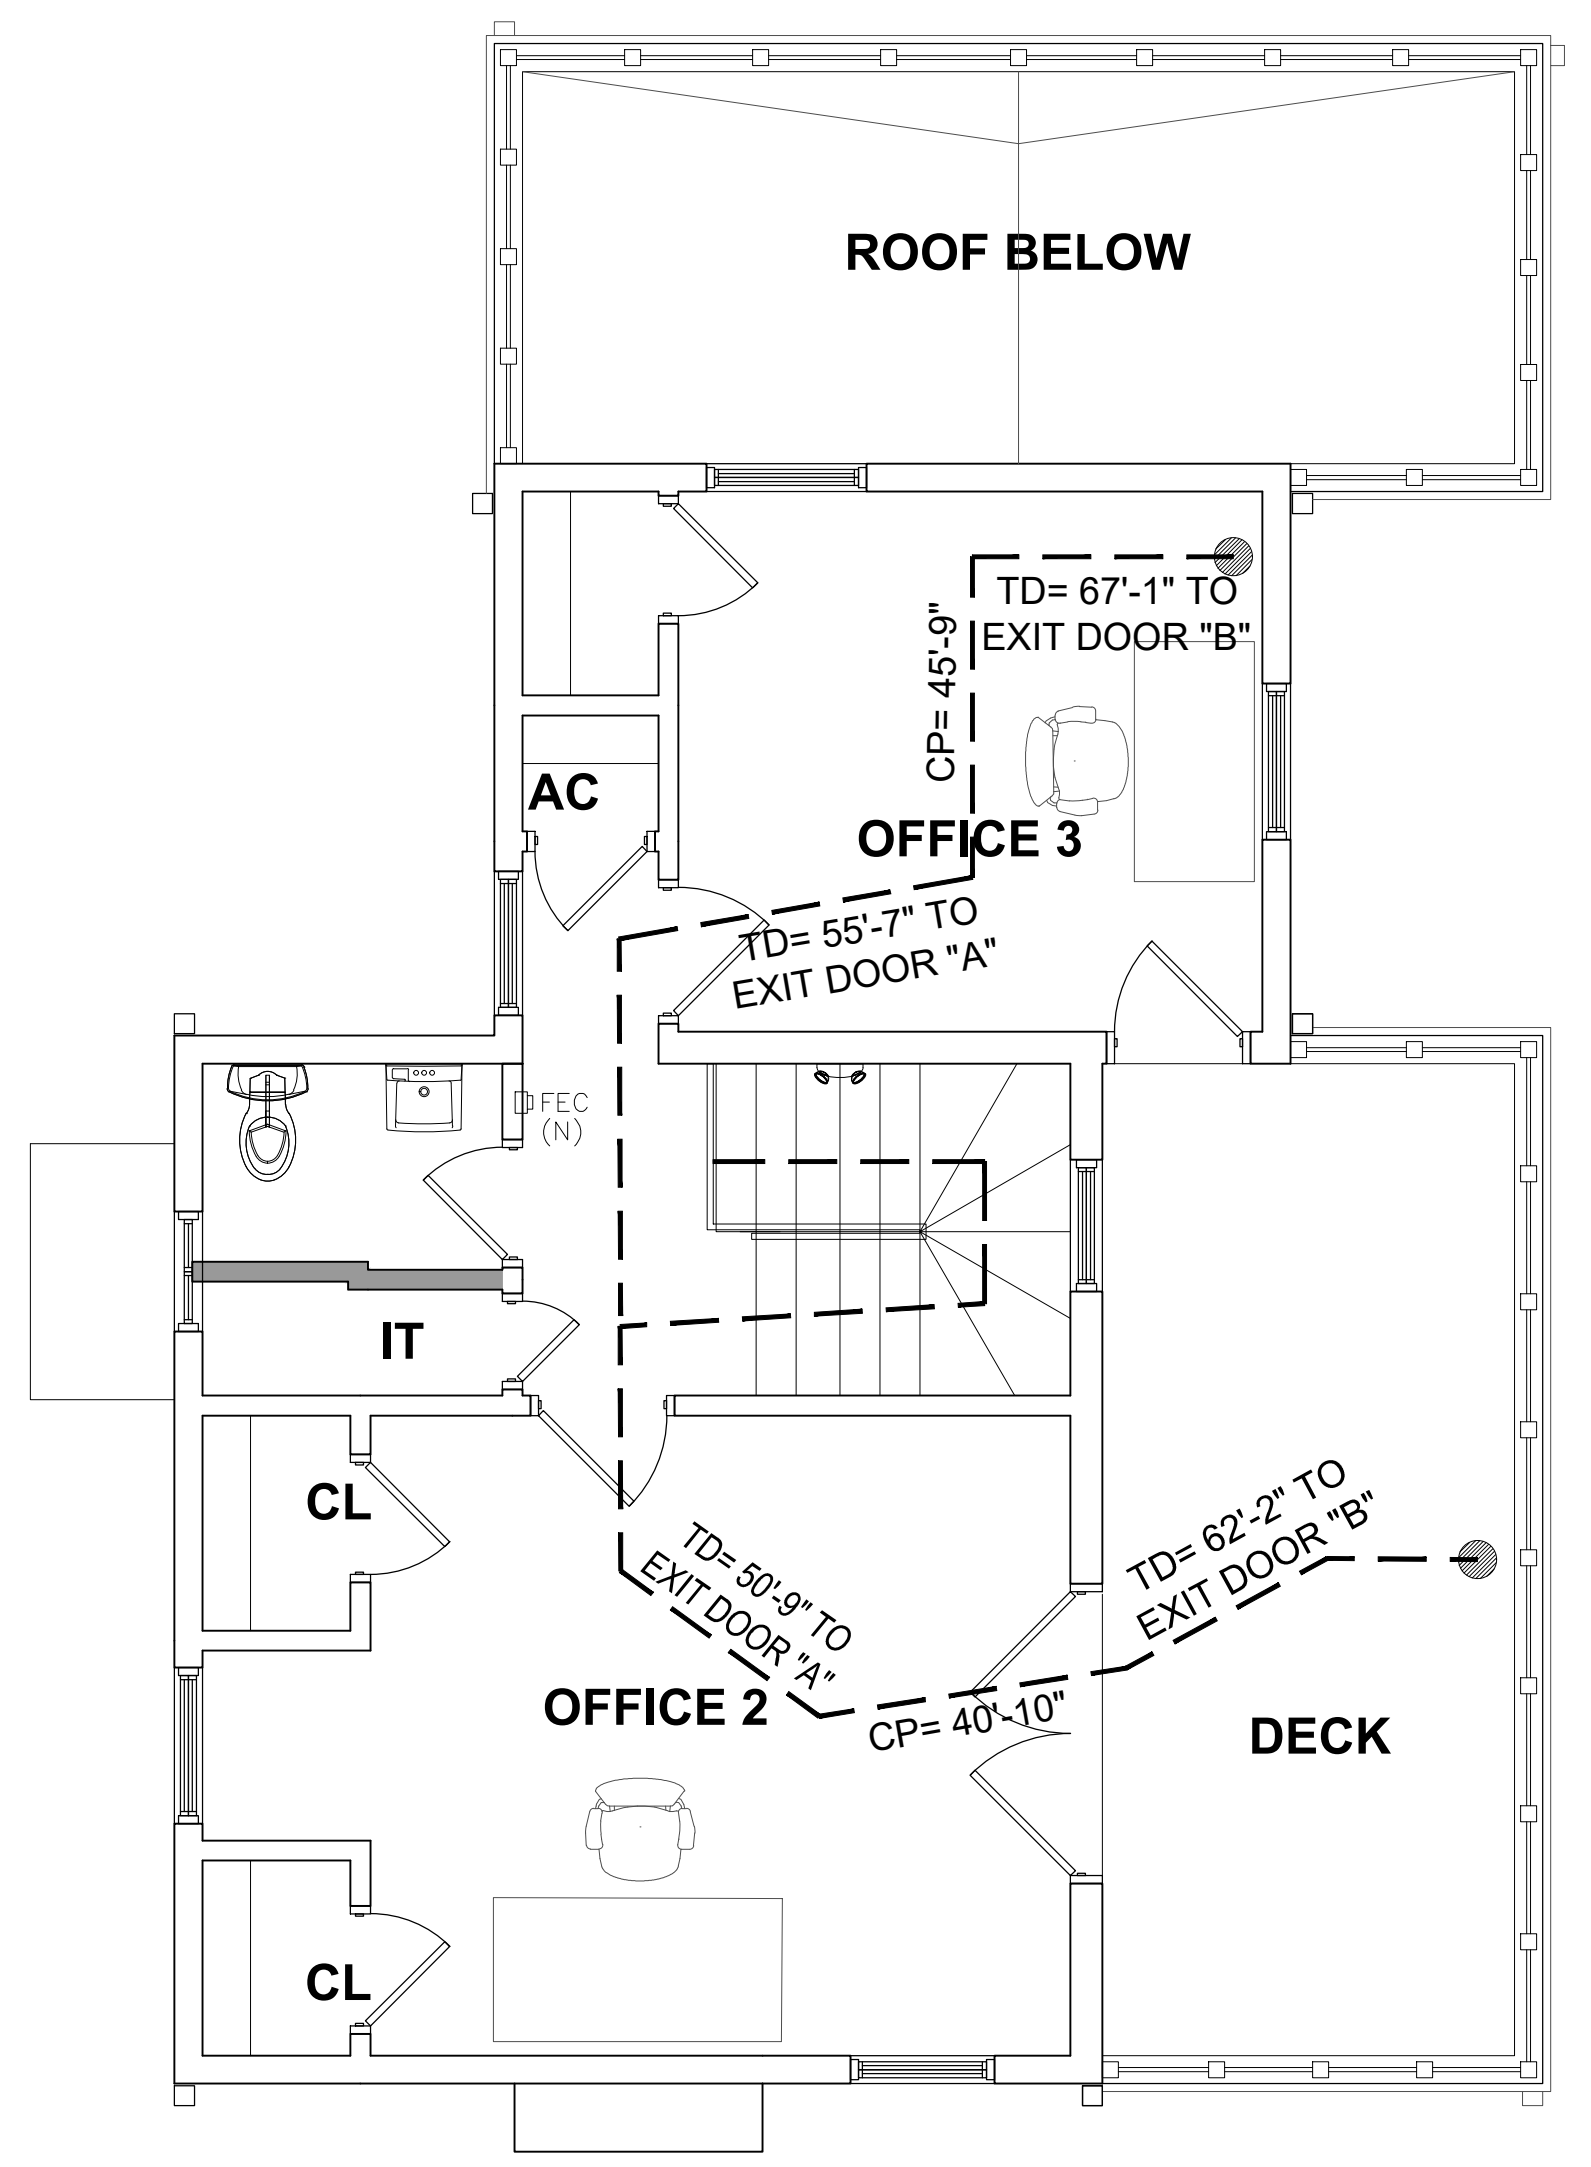 ROOF BELOW
TD= 67'-1" TO
EXIT DOOR "B"
CP= 45'-9"
AC
OFFICE 3
TD= 55'-7" TO
EXIT DOOR "A"
FEC
(N)
IT
CL
TD= 50'-9" TO
EXIT DOOR "A"
TD= 62'-2" TO
EXIT DOOR "B"
OFFICE 2
CP= 40'-10"
DECK
CL